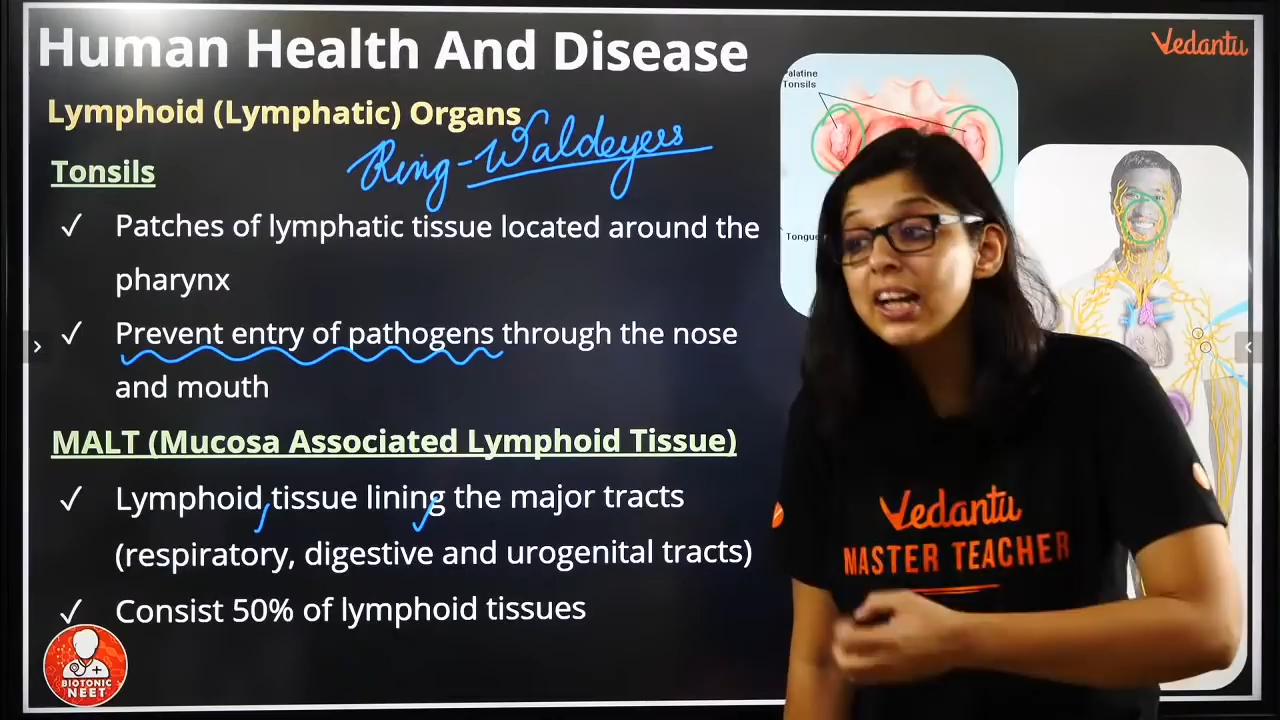 Human Health And Disease
Vedantu
Lymphoid (Lymphatic) Organs
Ring-Waldeyers
Tonsils
✓ Patches of lymphatic tissue located around the
pharynx
✓ Prevent entry of pathogens through the nose
and mouth
MALT (Mucosa Associated Lymphoid Tissue)
✓ Lymphoid tissue lining the major tracts
(respiratory, digestive and urogenital tracts)
✓ Consist 50% of lymphoid tissues
Palatine
Tonsils
Tongue
Vedantu
MASTER TEACHER
BIOTONIC
NEET